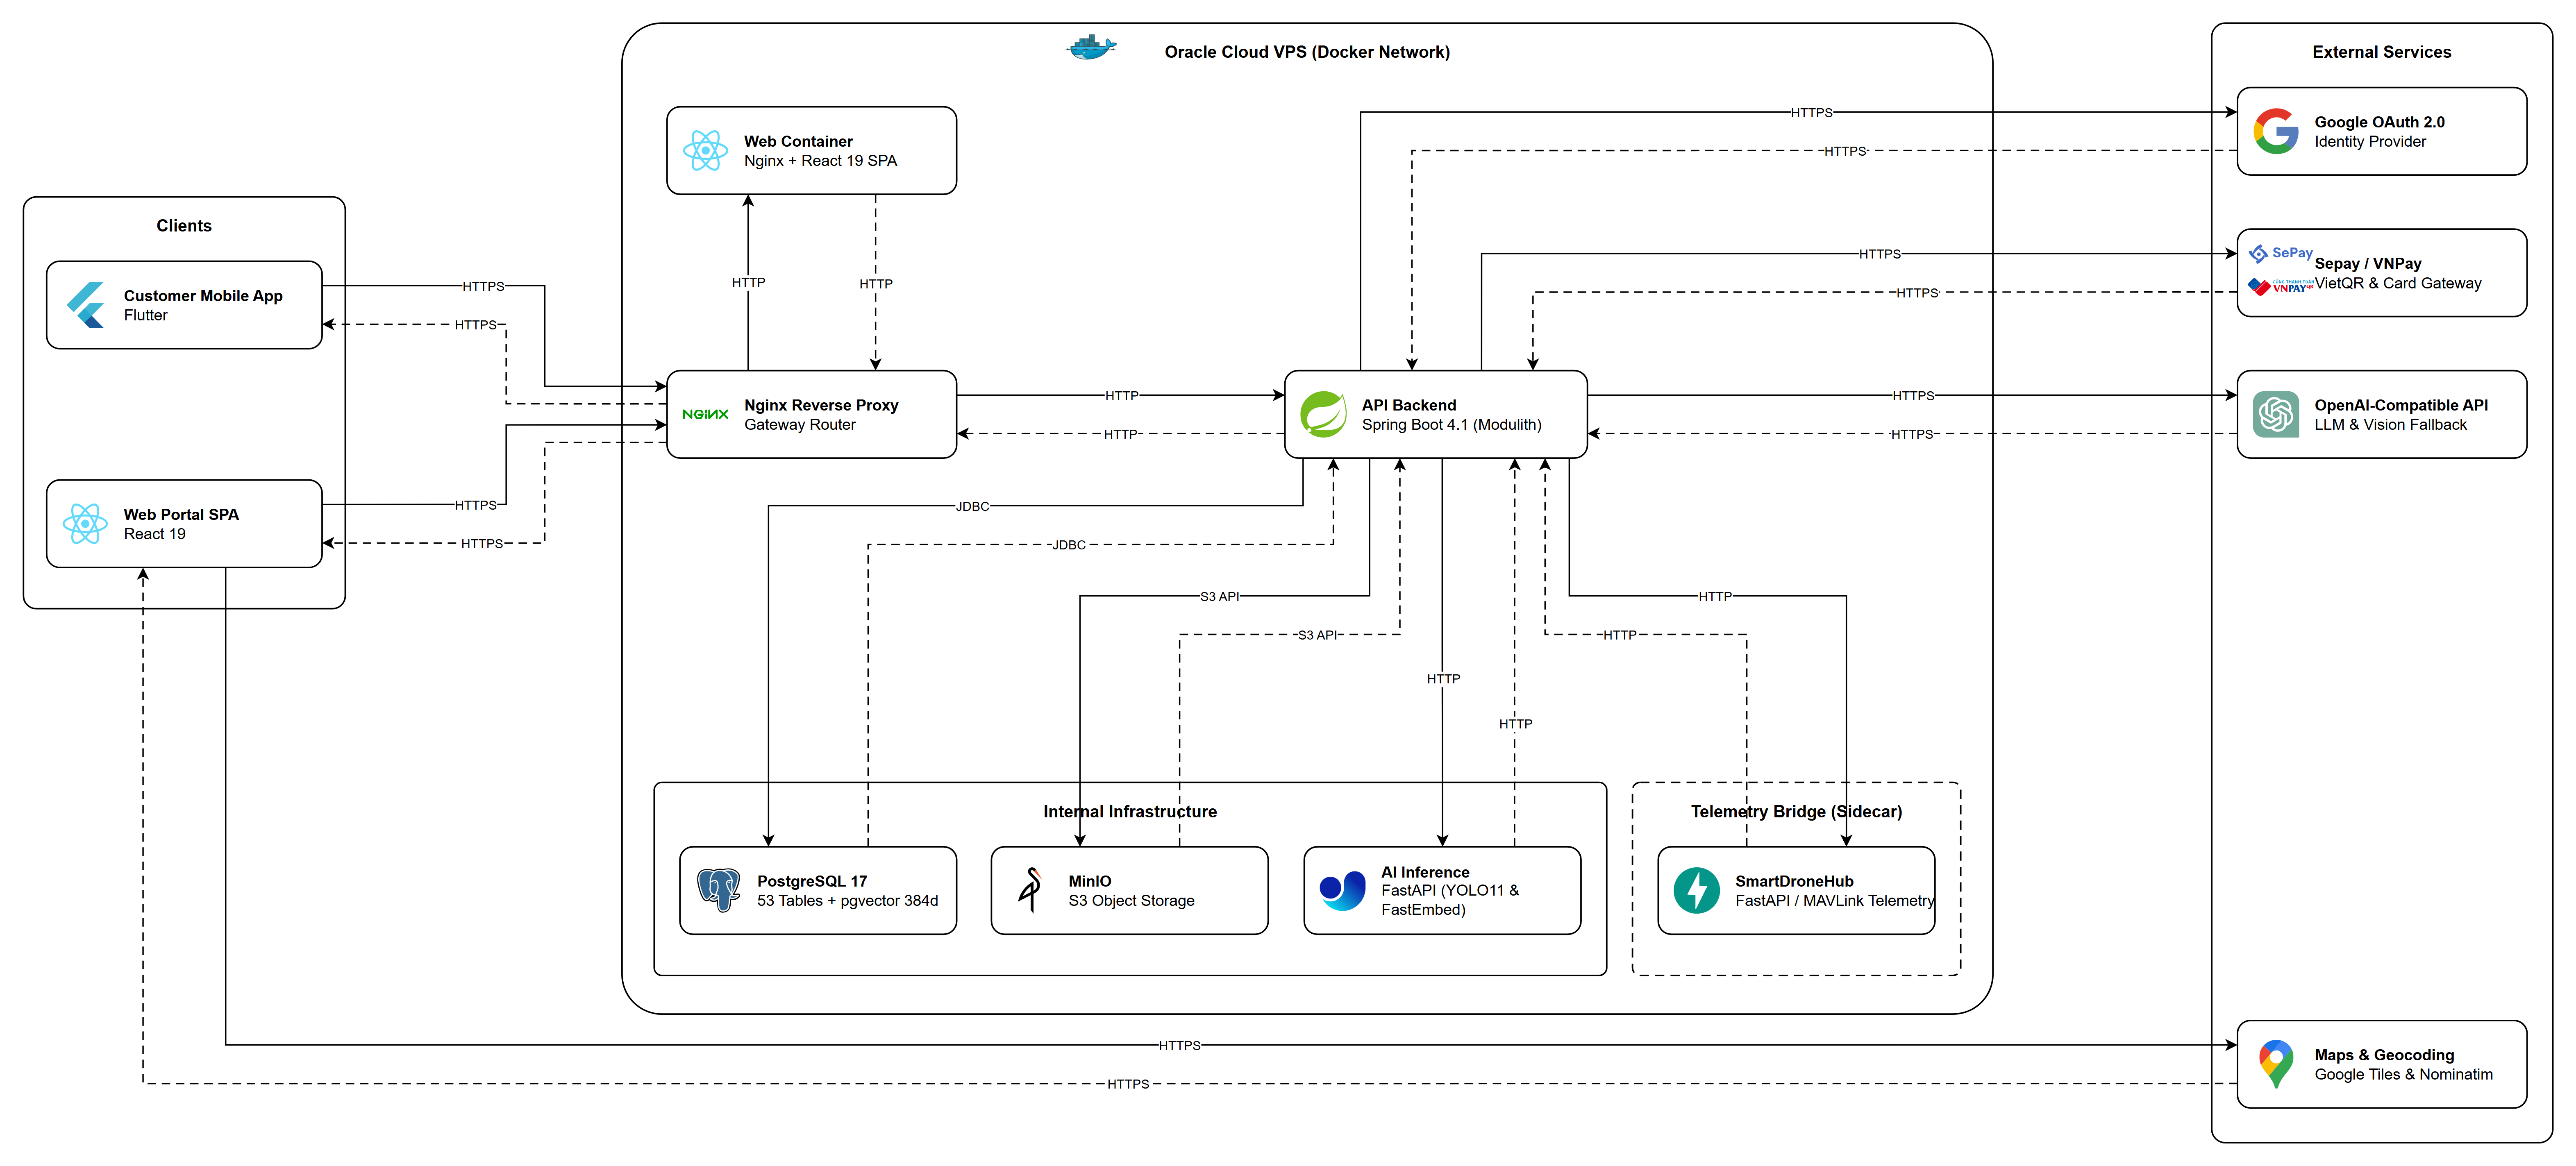 Oracle Cloud VPS (Docker Network)
External Services
Clients
Customer Mobile App
Flutter
Web Portal SPA
React 19
HTTPS
HTTPS
HTTPS
HTTPS
Web Container
Nginx + React 19 SPA
HTTP
HTTP
NGINX
Nginx Reverse Proxy
Gateway Router
HTTP
HTTP
API Backend
Spring Boot 4.1 (Modulith)
HTTPS
HTTPS
HTTPS
HTTPS
HTTPS
HTTPS
Google OAuth 2.0
Identity Provider
SePay
Sepay / VNPay
CỔNG THANH TOÁN
VNPAYQR
VietQR & Card Gateway
OpenAI-Compatible API
LLM & Vision Fallback
JDBC
JDBC
S3 API
S3 API
HTTP
HTTP
HTTP
HTTP
Internal Infrastructure
PostgreSQL 17
53 Tables + pgvector 384d
MinIO
S3 Object Storage
AI Inference
FastAPI (YOLO11 &
FastEmbed)
Telemetry Bridge (Sidecar)
SmartDroneHub
FastAPI / MAVLink Telemetry
HTTPS
HTTPS
Maps & Geocoding
Google Tiles & Nominatim